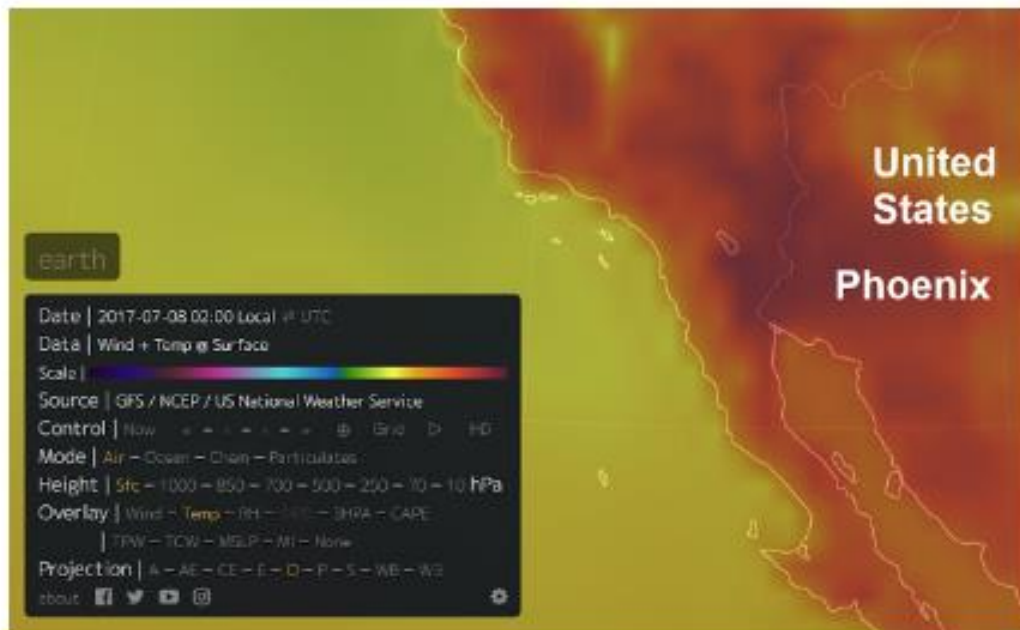 United
States
Phoenix
earth
Date | 2017-07-08 02:00 Local ⇄ UTC
Data | Wind + Temp @ Surface
Scale |
Source | GFS / NCEP / US National Weather Service
Control | Now Grid HD
Mode | Air – Ocean – Chem – Particulates
Height | Sfc – 1000 – 850 – 700 – 500 – 250 – 70 – 10 hPa
Overlay | Wind – Temp – RH – – 3HPA – CAPE
| TPW – TCW – MSLP – MI – None
Projection | A – AE – CE – E – O – P – S – WB – W3
about